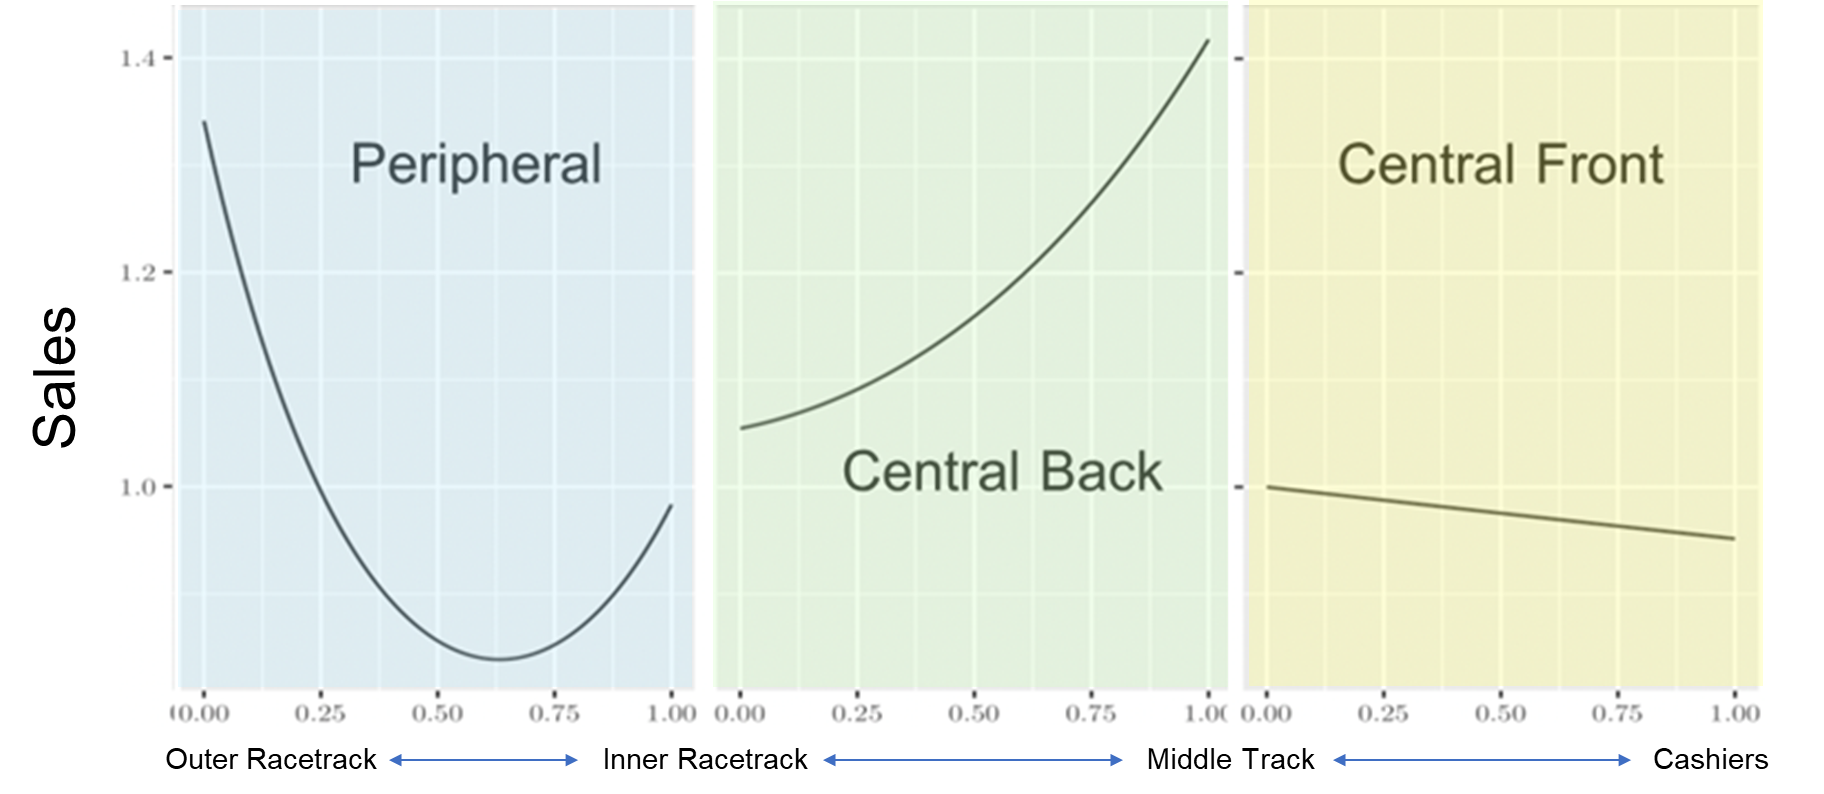 1.4
1.2
1.0
Sales
Peripheral
Central Back
Central Front
0.00 0.25 0.50 0.75 1.00
0.00 0.25 0.50 0.75 1.0
0.00 0.25 0.50 0.75 1.00
Outer Racetrack Inner Racetrack Middle Track Cashiers